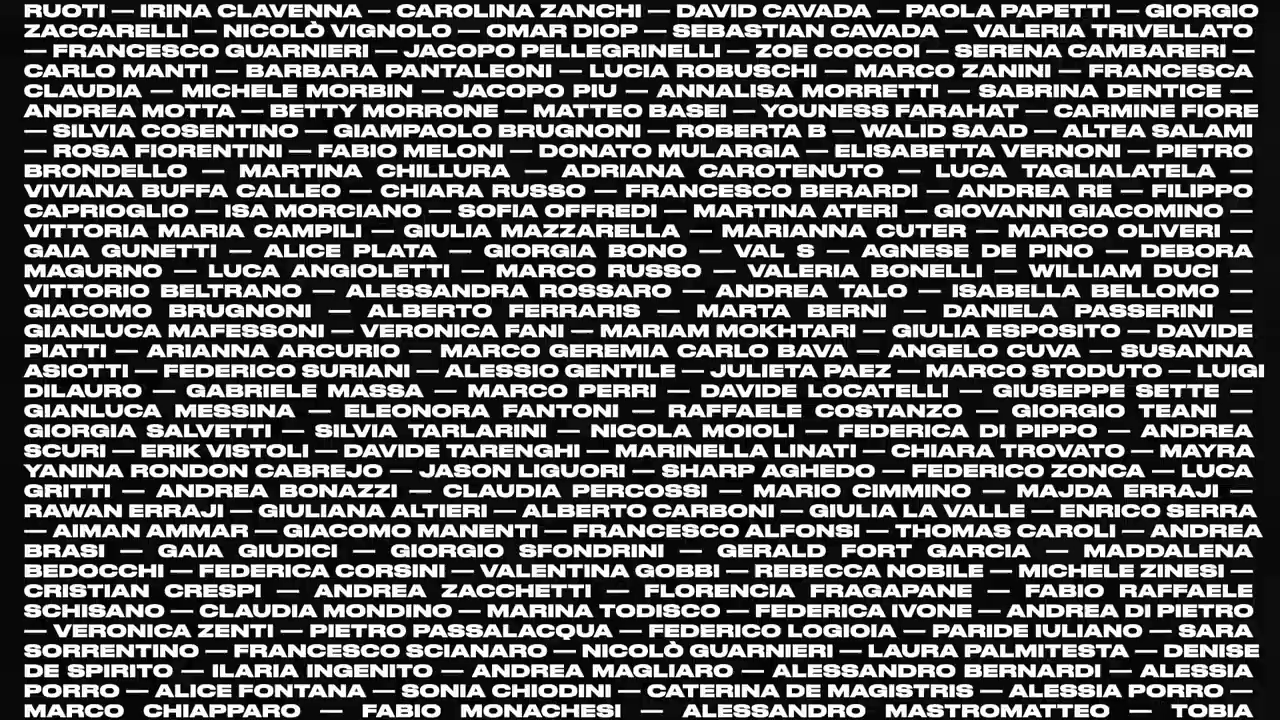 RUOTI — IRINA CLAVENNA — CAROLINA ZANCHI — DAVID CAVADA — PAOLA PAPETTI — GIORGIO
ZACCARELLI — NICOLÒ VIGNOLO — OMAR DIOP — SEBASTIAN CAVADA — VALERIA TRIVELLATO
— FRANCESCO GUARNIERI — JACOPO PELLEGRINELLI — ZOE COCCOI — SERENA CAMBARERI —
CARLO MANTI — BARBARA PANTALEONI — LUCIA ROBUSCHI — MARCO ZANINI — FRANCESCA
CLAUDIA — MICHELE MORBIN — JACOPO PIU — ANNALISA MORRETTI — SABRINA DENTICE —
ANDREA MOTTA — BETTY MORRONE — MATTEO BASEI — YOUNESS FARAHAT — CARMINE FIORE
— SILVIA COSENTINO — GIAMPAOLO BRUGNONI — ROBERTA B — WALID SAAD — ALTEA SALAMI
— ROSA FIORENTINI — FABIO MELONI — DONATO MULARGIA — ELISABETTA VERNONI — PIETRO
BRONDELLO — MARTINA CHILLURA — ADRIANA CAROTENUTO — LUCA TAGLIALATELA —
VIVIANA BUFFA CALLEO — CHIARA RUSSO — FRANCESCO BERARDI — ANDREA RE — FILIPPO
CAPRIOGLIO — ISA MORCIANO — SOFIA OFFREDI — MARTINA ATERI — GIOVANNI GIACOMINO —
VITTORIA MARIA CAMPILI — GIULIA MAZZARELLA — MARIANNA CUTER — MARCO OLIVERI —
GAIA GUNETTI — ALICE PLATA — GIORGIA BONO — VAL S — AGNESE DE PINO — DEBORA
MAGURNO — LUCA ANGIOLETTI — MARCO RUSSO — VALERIA BONELLI — WILLIAM DUCI —
VITTORIO BELTRANO — ALESSANDRA ROSSARO — ANDREA TALO — ISABELLA BELLOMO —
GIACOMO BRUGNONI — ALBERTO FERRARIS — MARTA BERNI — DANIELA PASSERINI —
GIANLUCA MAFESSONI — VERONICA FANI — MARIAM MOKHTARI — GIULIA ESPOSITO — DAVIDE
PIATTI — ARIANNA ARCURIO — MARCO GEREMIA CARLO BAVA — ANGELO CUVA — SUSANNA
ASIOTTI — FEDERICO SURIANI — ALESSIO GENTILE — JULIETA PAEZ — MARCO STODUTO — LUIGI
DILAURO — GABRIELE MASSA — MARCO PERRI — DAVIDE LOCATELLI — GIUSEPPE SETTE —
GIANLUCA MESSINA — ELEONORA FANTONI — RAFFAELE COSTANZO — GIORGIO TEANI —
GIORGIA SALVETTI — SILVIA TARLARINI — NICOLA MOIOLI — FEDERICA DI PIPPO — ANDREA
SCURI — ERIK VISTOLI — DAVIDE TARENGHI — MARINELLA LINATI — CHIARA TROVATO — MAYRA
YANINA RONDON CABREJO — JASON LIGUORI — SHARP AGHEDO — FEDERICO ZONCA — LUCA
GRITTI — ANDREA BONAZZI — CLAUDIA PERCOSSI — MARIO CIMMINO — MAJDA ERRAJI —
RAWAN ERRAJI — GIULIANA ALTIERI — ALBERTO CARBONI — GIULIA LA VALLE — ENRICO SERRA
— AIMAN AMMAR — GIACOMO MANENTI — FRANCESCO ALFONSI — THOMAS CAROLI — ANDREA
BRASI — GAIA GIUDICI — GIORGIO SFONDRINI — GERALD FORT GARCIA — MADDALENA
BEDOCCHI — FEDERICA CORSINI — VALENTINA GOBBI — REBECCA NOBILE — MICHELE ZINESI —
CRISTIAN CRESPI — ANDREA ZACCHETTI — FLORENCIA FRAGAPANE — FABIO RAFFAELE
SCHISANO — CLAUDIA MONDINO — MARINA TODISCO — FEDERICA IVONE — ANDREA DI PIETRO
— VERONICA ZENTI — PIETRO PASSALACQUA — FEDERICO LOGIOIA — PARIDE IULIANO — SARA
SORRENTINO — FRANCESCO SCIANARO — NICOLÒ GUARNIERI — LAURA PALMITESTA — DENISE
DE SPIRITO — ILARIA INGENITO — ANDREA MAGLIARO — ALESSANDRO BERNARDI — ALESSIA
PORRO — ALICE FONTANA — SONIA CHIODINI — CATERINA DE MAGISTRIS — ALESSIA PORRO —
MARCO CHIAPPARO — FABIO MONACHESI — ALESSANDRO MASTROMATTEO — TOBIA